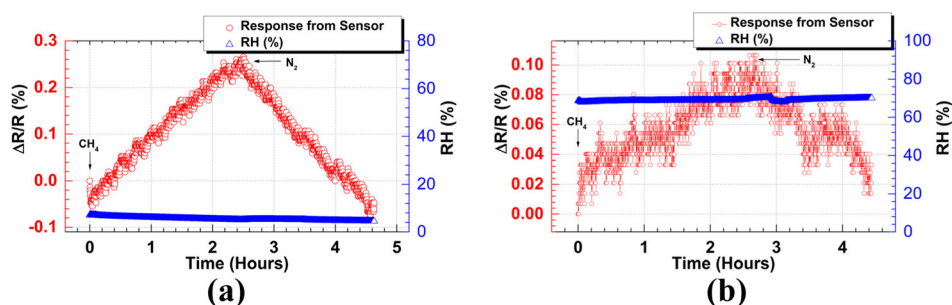 Response from Sensor
RH (%)
0.3
0.2
0.1
0.0
-0.1
ΔR/R (%)
CH4
N2
80
60
40
20
0
RH (%)
0 1 2 3 4 5
Time (Hours)
(a)
Response from Sensor
RH (%)
0.10
0.08
0.06
0.04
0.02
0.00
ΔR/R (%)
CH4
N2
100
80
60
40
20
0
RH (%)
0 1 2 3 4
Time (Hours)
(b)